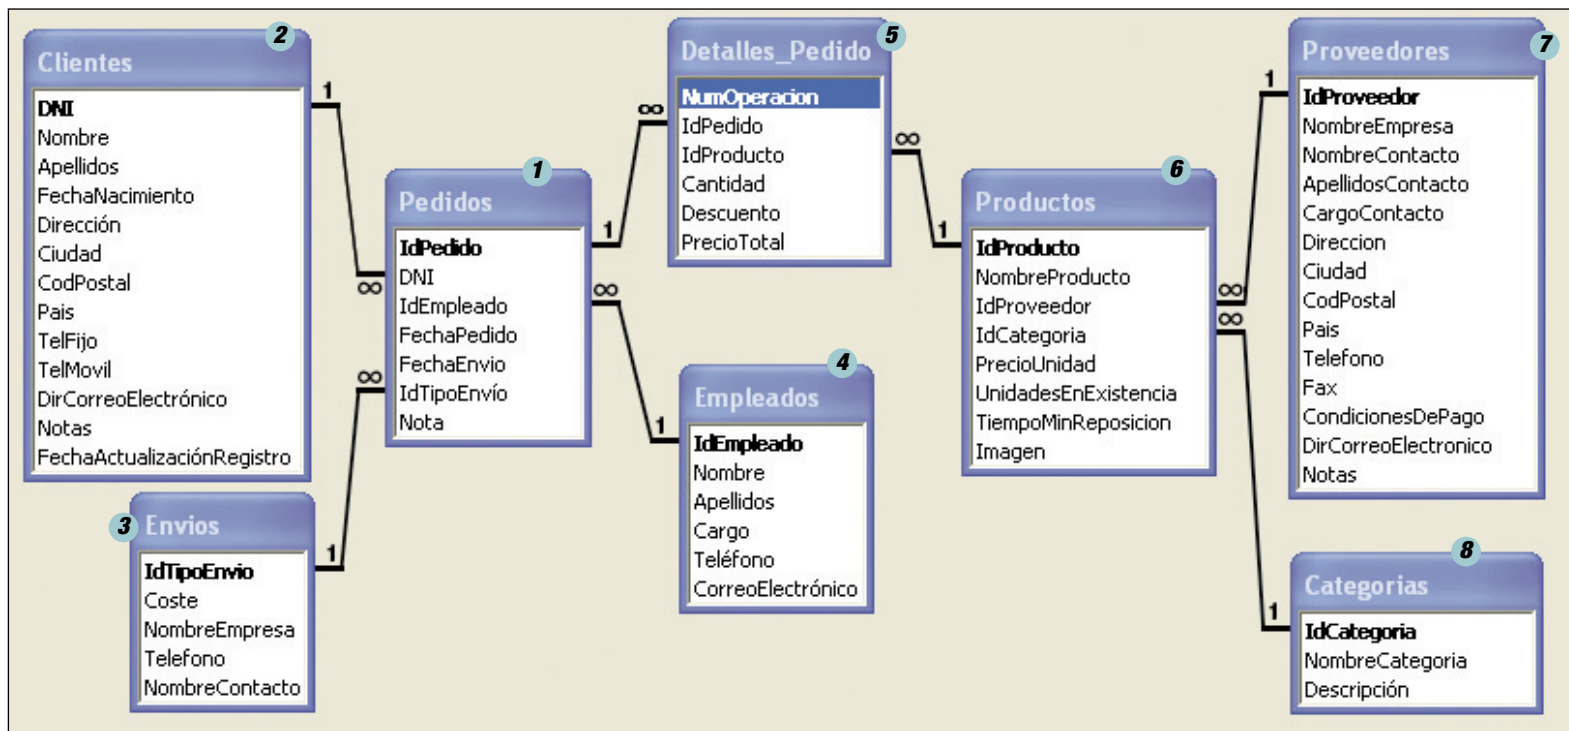 Clientes
2
DNI
Nombre
Apellidos
FechaNacimiento
Dirección
Ciudad
CodPostal
Pais
TelFijo
TelMovil
DirCorreoElectrónico
Notas
FechaActualizaciónRegistro
1
∞
3
Envios
IdTipoEnvio
Coste
NombreEmpresa
Telefono
NombreContacto
1
∞
1
Pedidos
IdPedido
DNI
IdEmpleado
FechaPedido
FechaEnvio
IdTipoEnvío
Nota
1
∞
∞
1
5
Detalles_Pedido
NumOperacion
IdPedido
IdProducto
Cantidad
Descuento
PrecioTotal
4
Empleados
IdEmpleado
Nombre
Apellidos
Cargo
Teléfono
CorreoElectrónico
∞
1
6
Productos
IdProducto
NombreProducto
IdProveedor
IdCategoria
PrecioUnidad
UnidadesEnExistencia
TiempoMinReposicion
Imagen
1
∞
∞
1
7
Proveedores
IdProveedor
NombreEmpresa
NombreContacto
ApellidosContacto
CargoContacto
Direccion
Ciudad
CodPostal
Pais
Telefono
Fax
CondicionesDePago
DirCorreoElectronico
Notas
8
Categorias
IdCategoria
NombreCategoria
Descripción